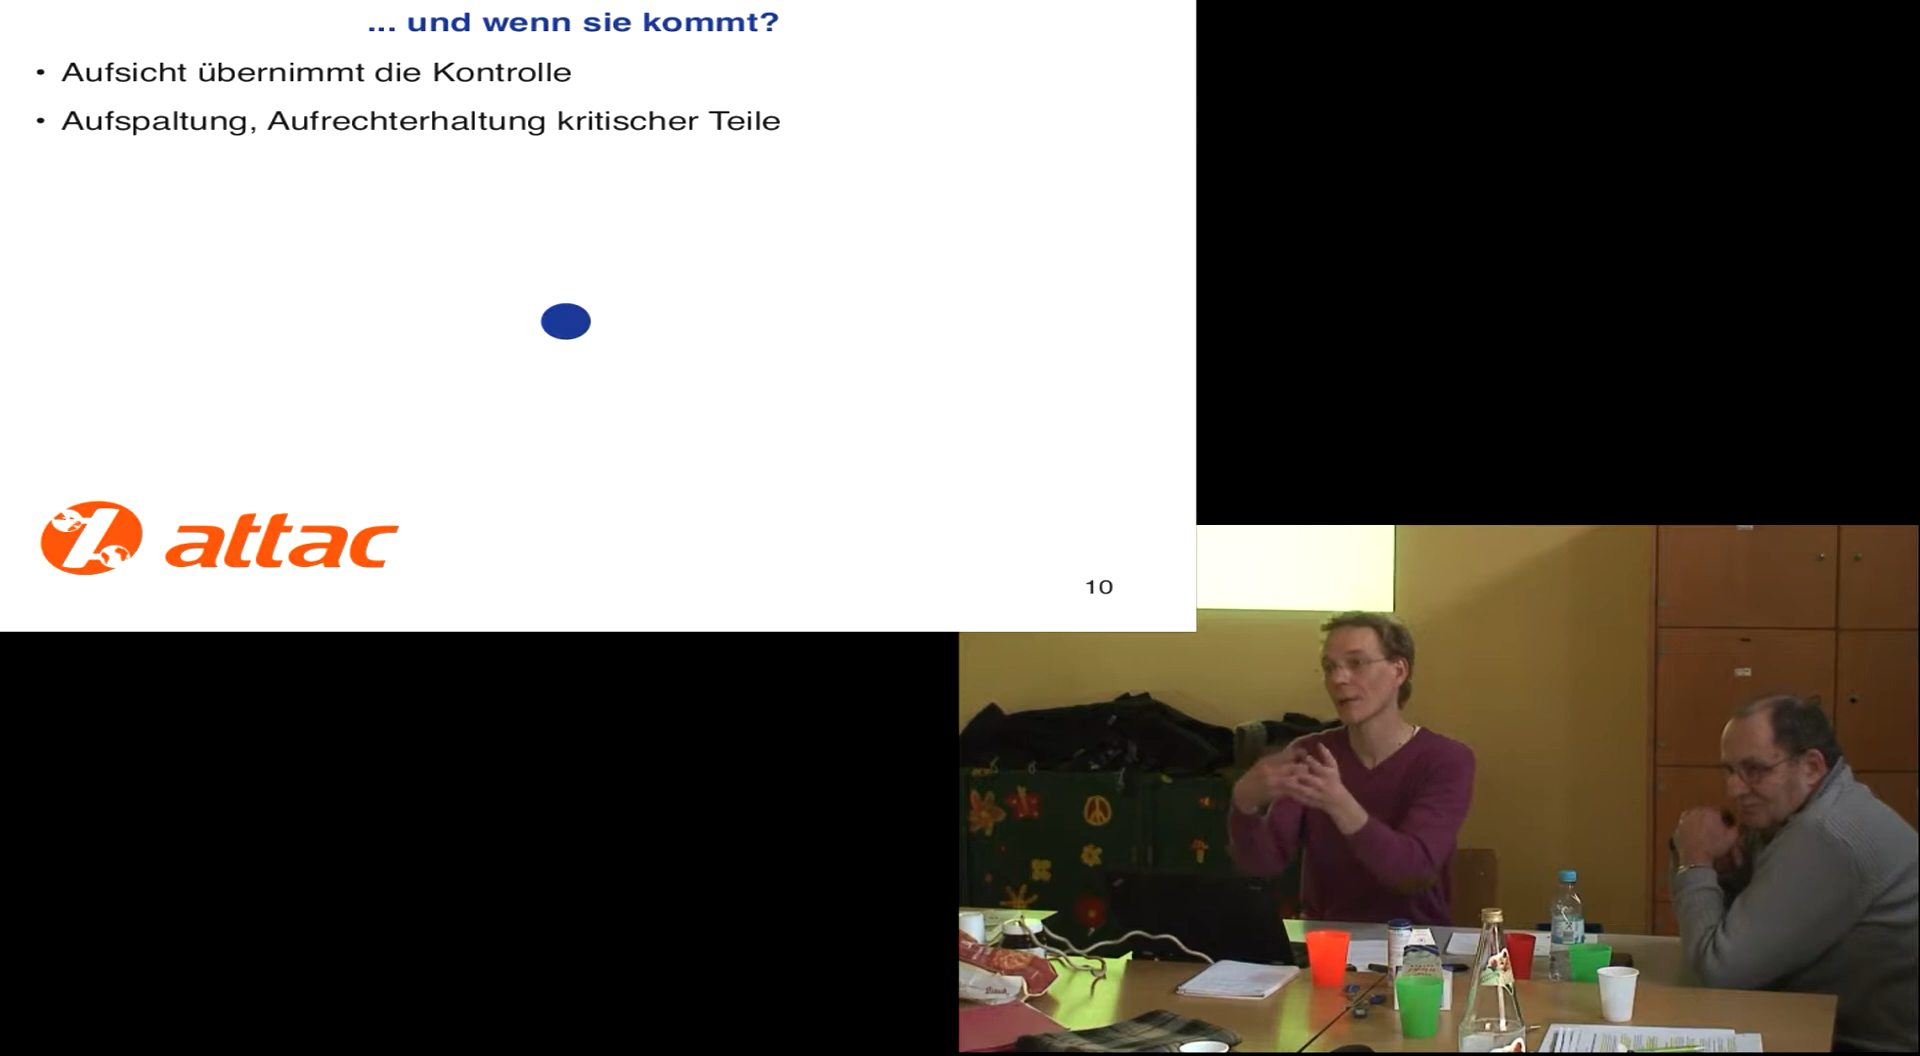 ... und wenn sie kommt?
• Aufsicht übernimmt die Kontrolle
• Aufspaltung, Aufrechterhaltung kritischer Teile
attac
10